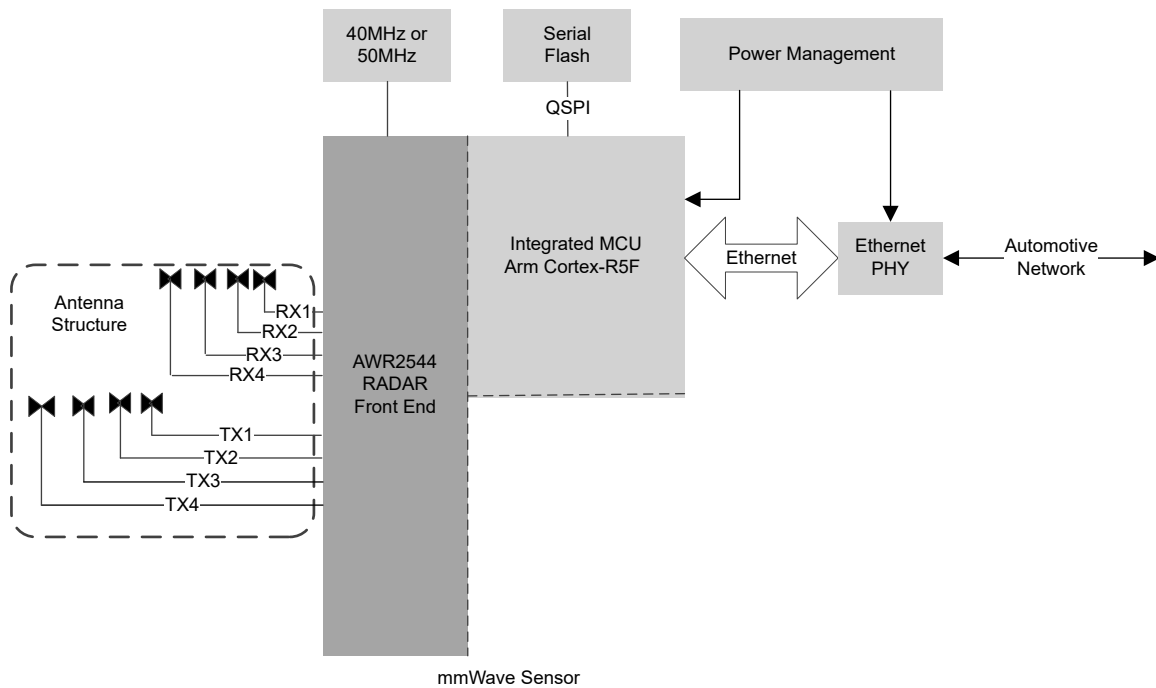 40MHz or
50MHz
Serial
Flash
Power Management
QSPI
Integrated MCU
Arm Cortex-R5F
Ethernet
Ethernet
PHY
Automotive
Network
Antenna
Structure
RX1
RX2
RX3
RX4
AWR2544
RADAR
Front End
TX1
TX2
TX3
TX4
mmWave Sensor